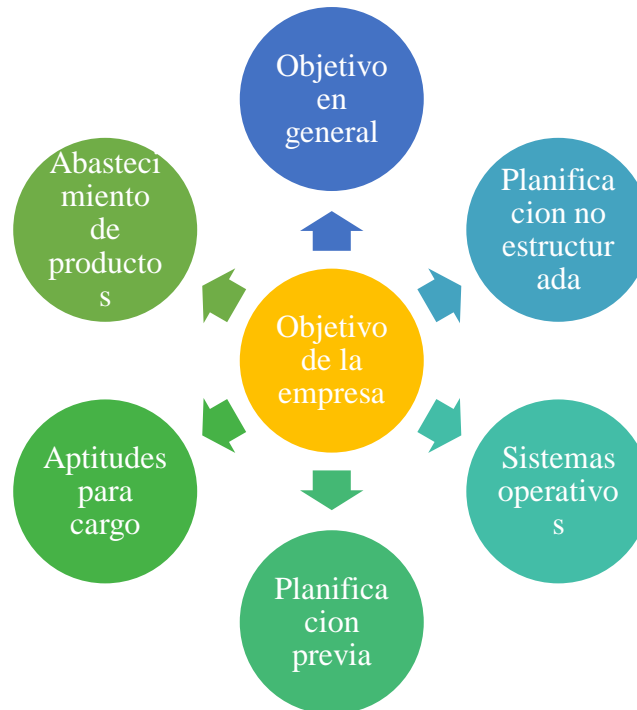 Objetivo
en
general
Planifica
cion no
estructur
ada
Sistemas
operativo
s
Planifica
cion
previa
Aptitudes
para
cargo
Abasteci
miento
de
producto
s
Objetivo
de la
empresa